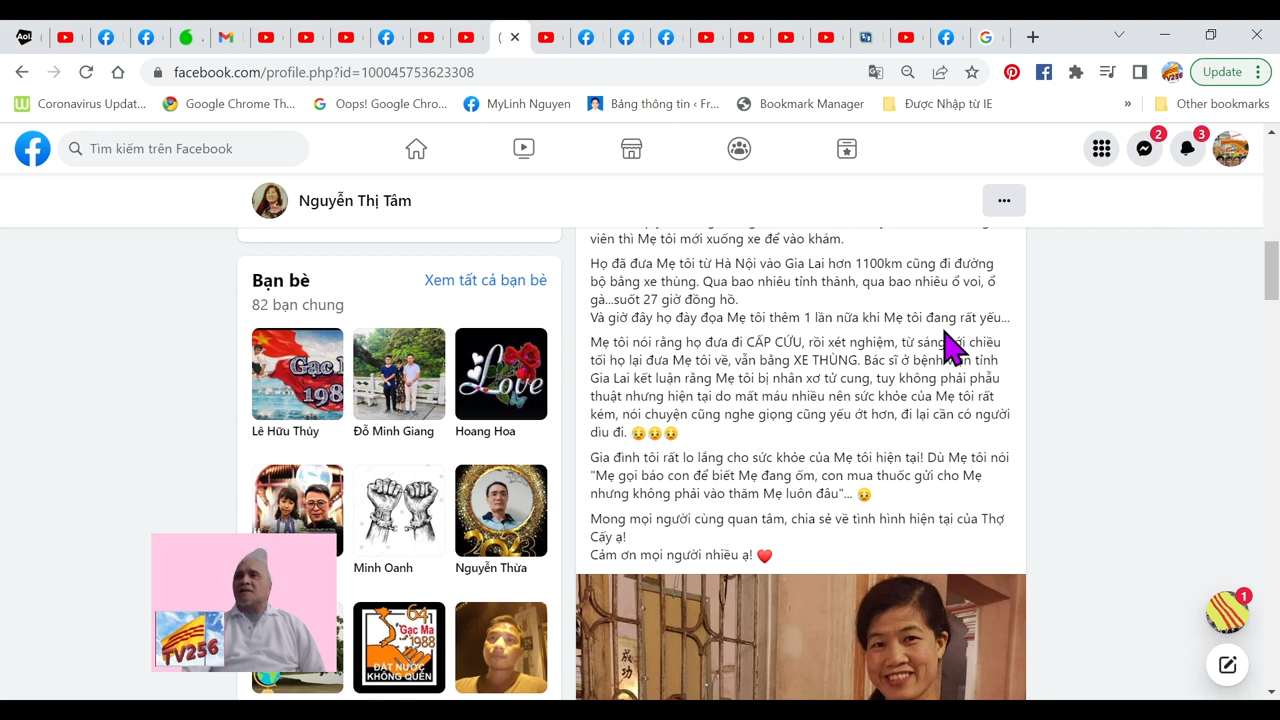 Aol.
facebook.com/profile.php?id=100045753623308
Update
Coronavirus Updat...
Google Chrome Th...
Oops! Google Chro...
MyLinh Nguyen
Bảng thông tin ‹ Fr...
Bookmark Manager
Được Nhập từ IE
»
Other bookmarks
Tìm kiếm trên Facebook
2
3
Nguyễn Thị Tâm
viên thì Mẹ tôi mới xuống xe để vào khám.
Họ đã đưa Mẹ tôi từ Hà Nội vào Gia Lai hơn 1100km cũng đi đường
bộ bằng xe thùng. Qua bao nhiêu tỉnh thành, qua bao nhiêu ổ voi, ổ
gà...suốt 27 giờ đồng hồ.
Và giờ đây họ đày đọa Mẹ tôi thêm 1 lần nữa khi Mẹ tôi đang rất yếu...
Mẹ tôi nói rằng họ đưa đi CẤP CỨU, rồi xét nghiệm, từ sáng tới chiều
tối họ lại đưa Mẹ tôi về, vẫn bằng XE THÙNG. Bác sĩ ở bệnh viện tỉnh
Gia Lai kết luận rằng Mẹ tôi bị nhân xơ tử cung, tuy không phải phẫu
thuật nhưng hiện tại do mất máu nhiều nên sức khỏe của Mẹ tôi rất
kém, nói chuyện cũng nghe giọng cũng yếu ớt hơn, đi lại cần có người
dìu đi. 😥😥😥
Gia đình tôi rất lo lắng cho sức khỏe của Mẹ tôi hiện tại! Dù Mẹ tôi nói
"Mẹ gọi báo con để biết Mẹ đang ốm, con mua thuốc gửi cho Mẹ
nhưng không phải vào thăm Mẹ luôn đâu"... 😥
Mong mọi người cùng quan tâm, chia sẻ về tình hình hiện tại của Thợ
Cấy ạ!
Cảm ơn mọi người nhiều ạ! ❤️
Bạn bè
Xem tất cả bạn bè
82 bạn chung
Gạc
198
Love
Lê Hữu Thủy
Đỗ Minh Giang
Hoang Hoa
2023
Minh Oanh
Nguyễn Thừa
64
Gạc Ma
1988
ĐẤT NƯỚC
KHÔNG QUÊN
TV256
成
功
1